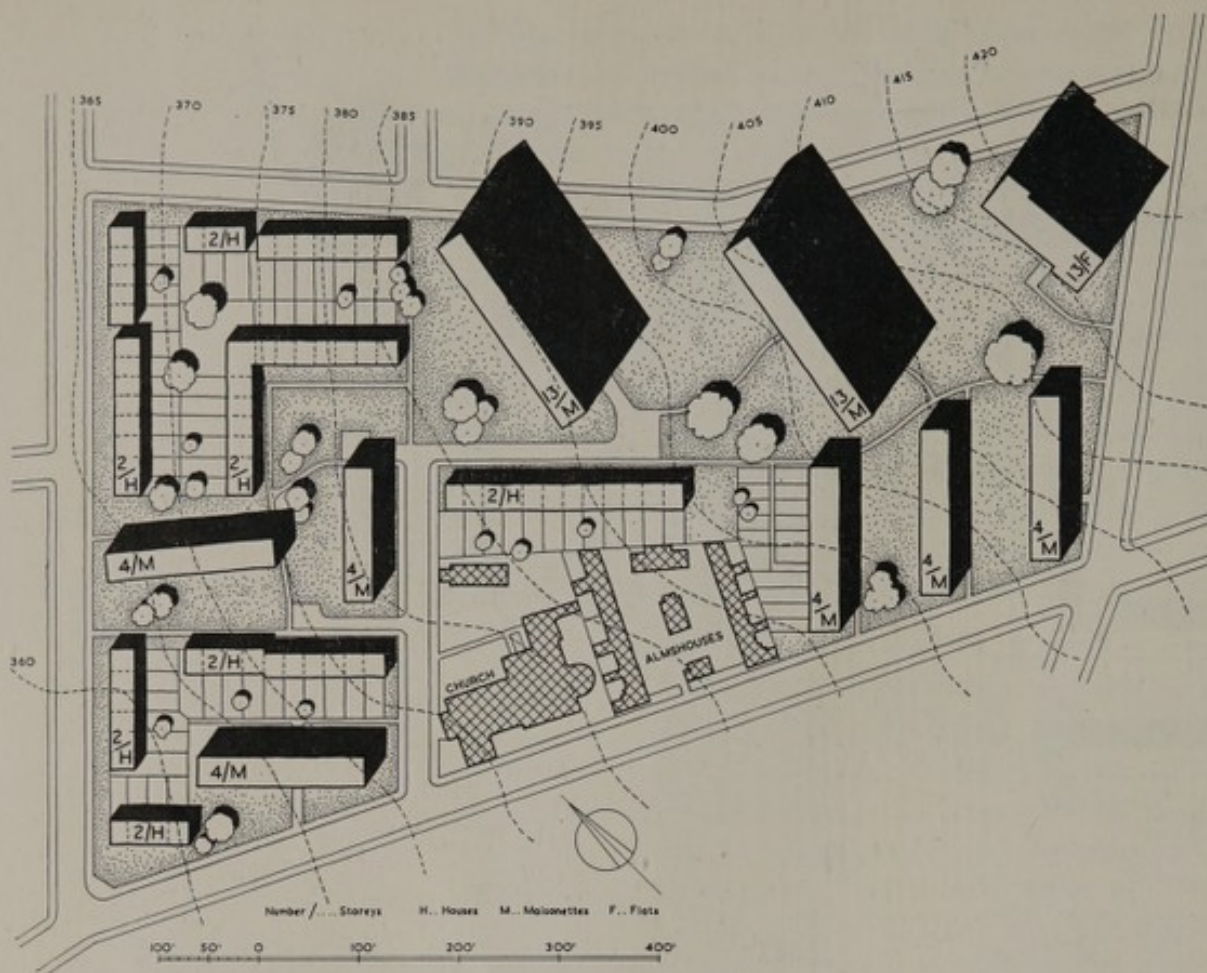 420
415
410
405
400
395
390
385
380
375
370
365
2/H
13/F
13/M
13/M
2/H
2/H
2/H
4/M
4/M
4/M
4/M
4/M
ALMSHOUSES
CHURCH
360
2/H
2/H
4/M
2/H
Number /.... Storeys H.. Houses M.. Maisonettes F.. Flats
100' 50' 0 100' 200' 300' 400'